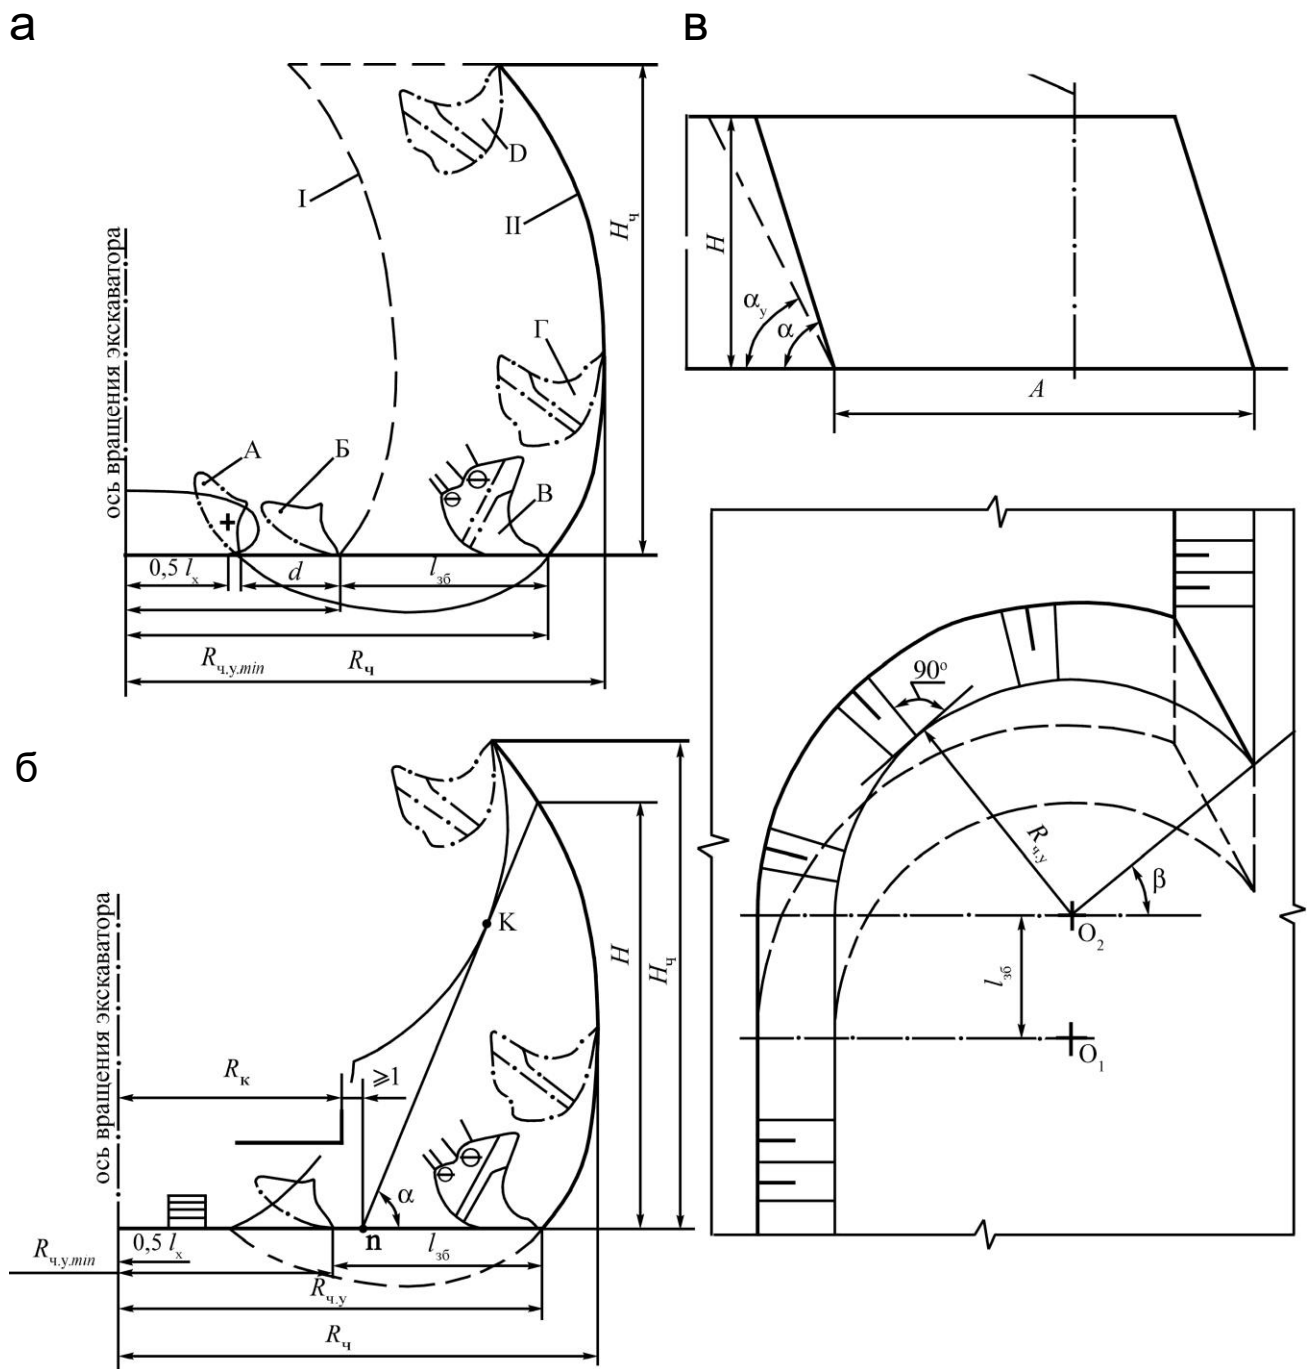 а
I
II
D
Hч
ось вращения экскаватора
А
Б
В
Г
0,5 lх
d
lзб
Rч.у.min
Rч
б
K
H
Hч
ось вращения экскаватора
Rк
⩾1
α
n
0,5 lх
lзб
Rч.у.min
Rч.у
Rч
в
H
αу
α
A
90°
Rч.у
β
O2
lзб
O1